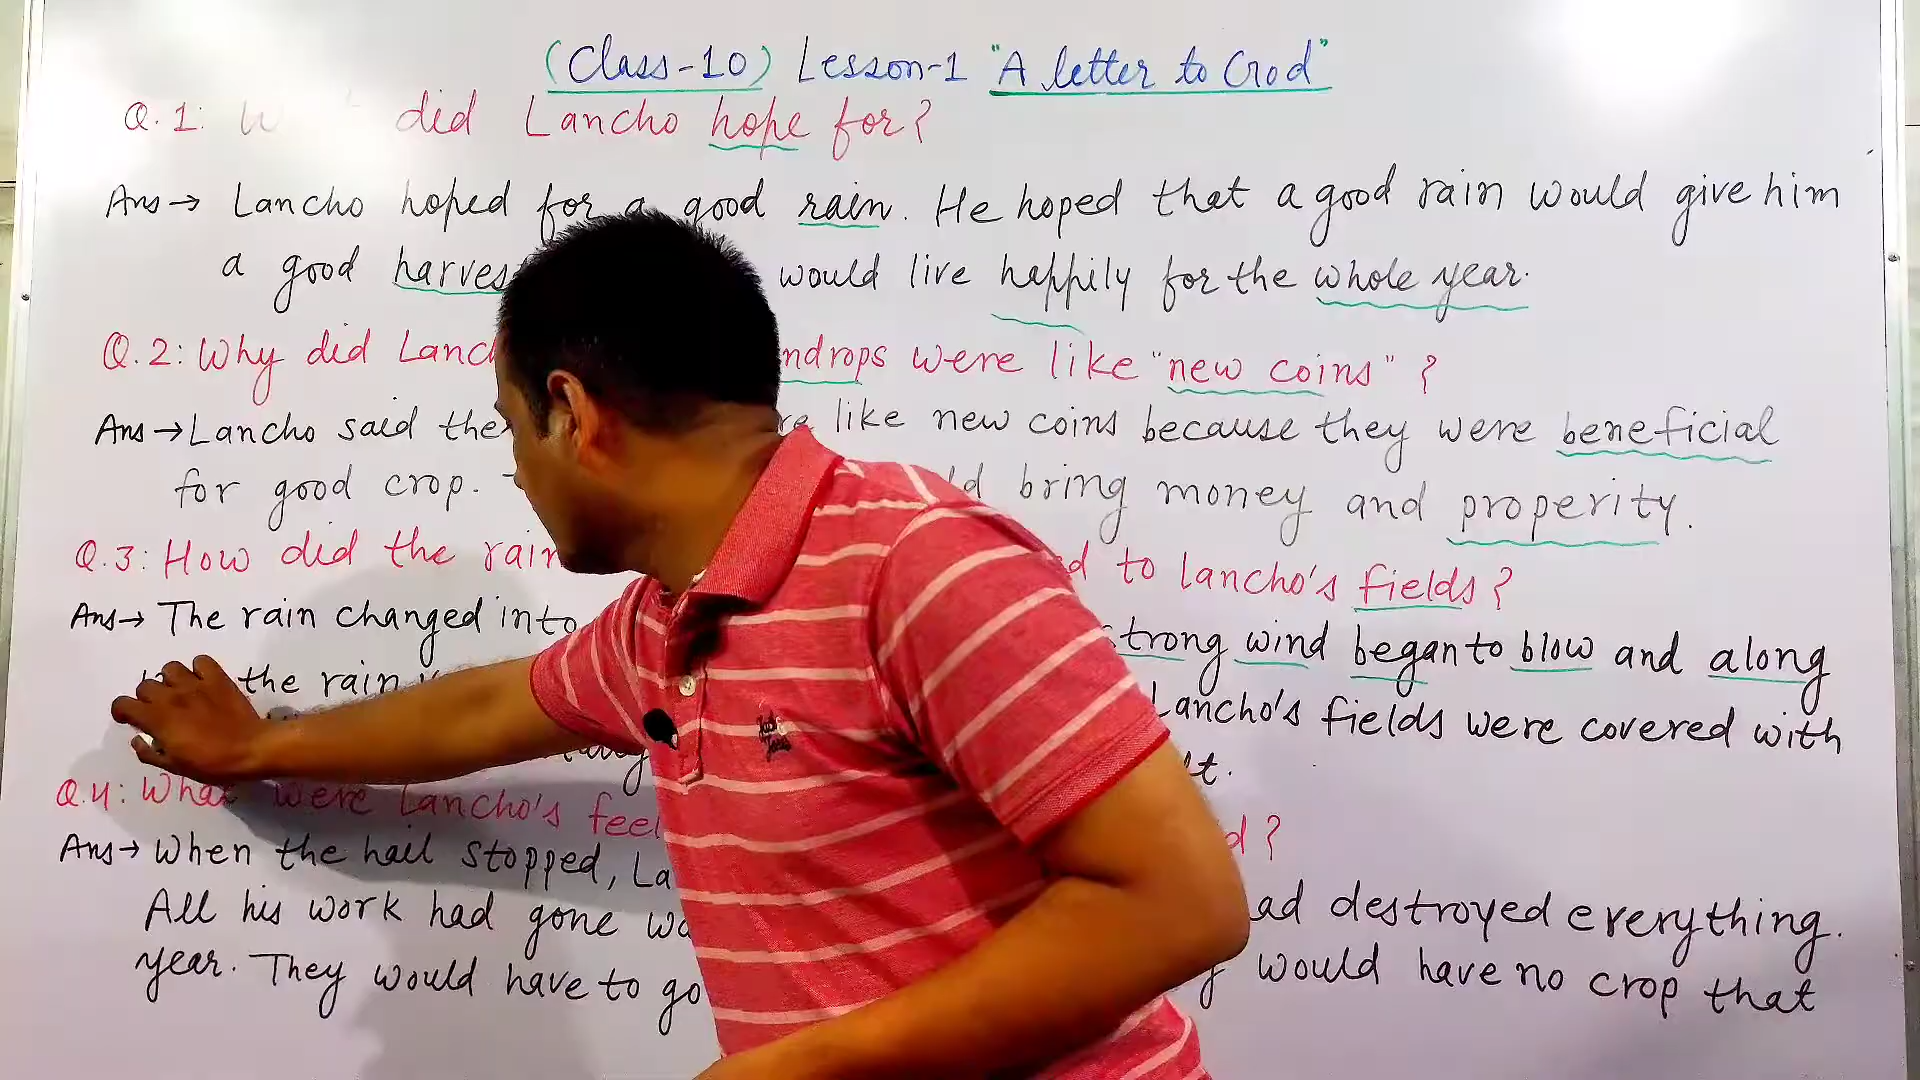 (Class-10) Lesson-1 "A letter to God"
Q.1: did Lancho hope for?
Ans→ Lancho hoped for a good rain. He hoped that a good rain would give him
a good harves would live happily for the whole year.
Q.2: Why did Lanc ndrops were like "new coins" ?
Ans→ Lancho said the re like new coins because they were beneficial
for good crop. ld bring money and properity.
Q.3: How did the rain d to Lancho's fields?
Ans→ The rain changed into strong wind began to blow and along
the rain Lancho's fields were covered with
Q.4: What were Lancho's feel d ?
Ans→ When the hail stopped, La ad destroyed everything.
All his work had gone wa would have no crop that
year. They would have to go